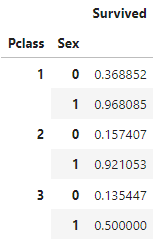 Survived
Pclass Sex
1 0 0.368852
1 0.968085
2 0 0.157407
1 0.921053
3 0 0.135447
1 0.500000